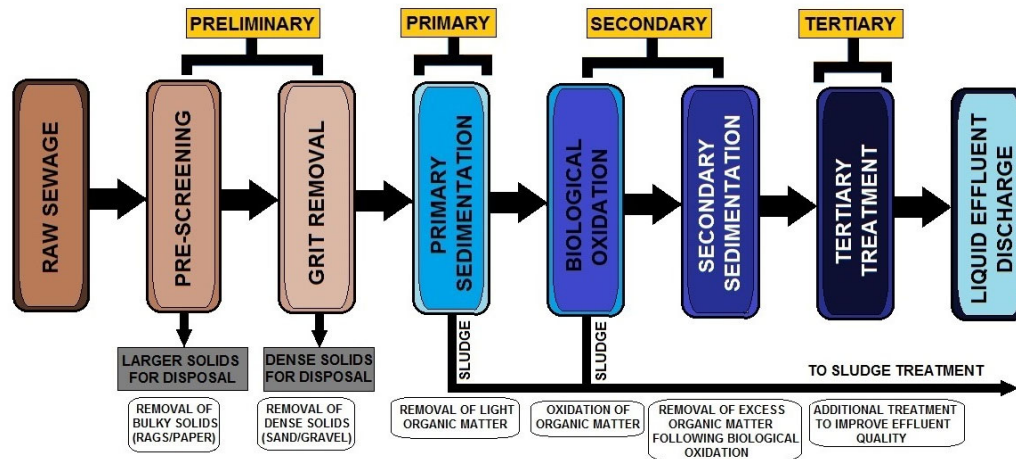 PRELIMINARY
PRIMARY
SECONDARY
TERTIARY
RAW SEWAGE
PRE-SCREENING
GRIT REMOVAL
PRIMARY
SEDIMENTATION
BIOLOGICAL
OXIDATION
SECONDARY
SEDIMENTATION
TERTIARY
TREATMENT
LIQUID EFFLUENT
DISCHARGE
LARGER SOLIDS
FOR DISPOSAL
DENSE SOLIDS
FOR DISPOSAL
SLUDGE
SLUDGE
TO SLUDGE TREATMENT
REMOVAL OF
BULKY SOLIDS
(RAGS/PAPER)
REMOVAL OF
DENSE SOLIDS
(SAND/GRAVEL)
REMOVAL OF LIGHT
ORGANIC MATTER
OXIDATION OF
ORGANIC MATTER
REMOVAL OF EXCESS
ORGANIC MATTER
FOLLOWING BIOLOGICAL
OXIDATION
ADDITIONAL TREATMENT
TO IMPROVE EFFLUENT
QUALITY